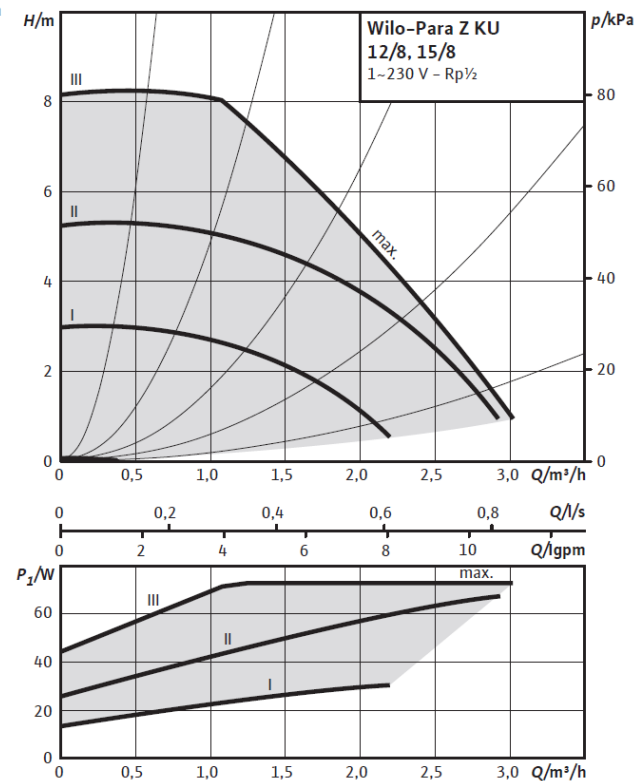 H/m
p/kPa
Wilo-Para Z KU
12/8, 15/8
1~230 V – Rp½
III
8
80
6
60
II
max.
4
40
I
2
20
0
0
0 0,5 1,0 1,5 2,0 2,5 3,0 Q/m³/h
0 0,2 0,4 0,6 0,8 Q/l/s
0 2 4 6 8 10 Q/Igpm
P₁/W
max.
III
60
II
40
I
20
0
0 0,5 1,0 1,5 2,0 2,5 3,0 Q/m³/h